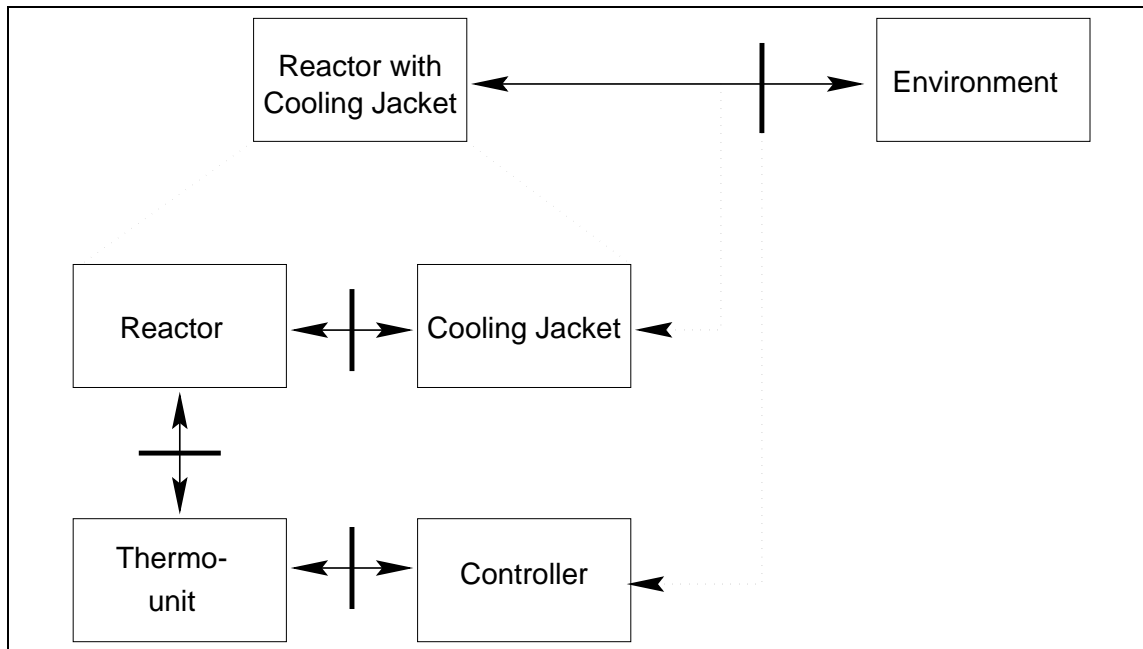 Reactor with
Cooling Jacket
Environment
Reactor
Cooling Jacket
Thermo-
unit
Controller